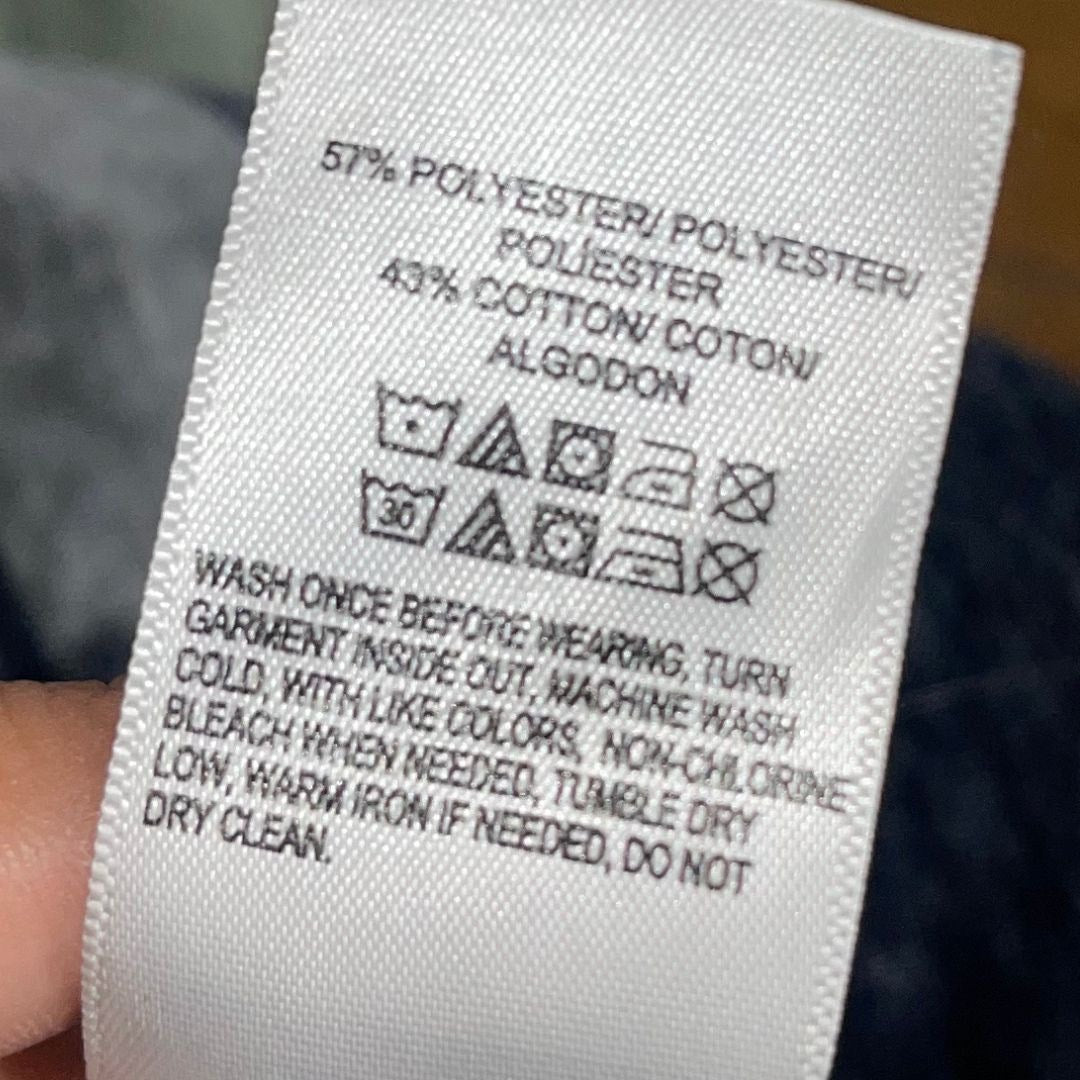 57% POLYESTER/ POLYESTER/
POLÍESTER
43% COTTON/ COTON/
ALGODON
30
WASH ONCE BEFORE WEARING, TURN
GARMENT INSIDE OUT, MACHINE WASH
COLD, WITH LIKE COLORS, NON-CHLORINE
BLEACH WHEN NEEDED, TUMBLE DRY
LOW, WARM IRON IF NEEDED, DO NOT
DRY CLEAN.